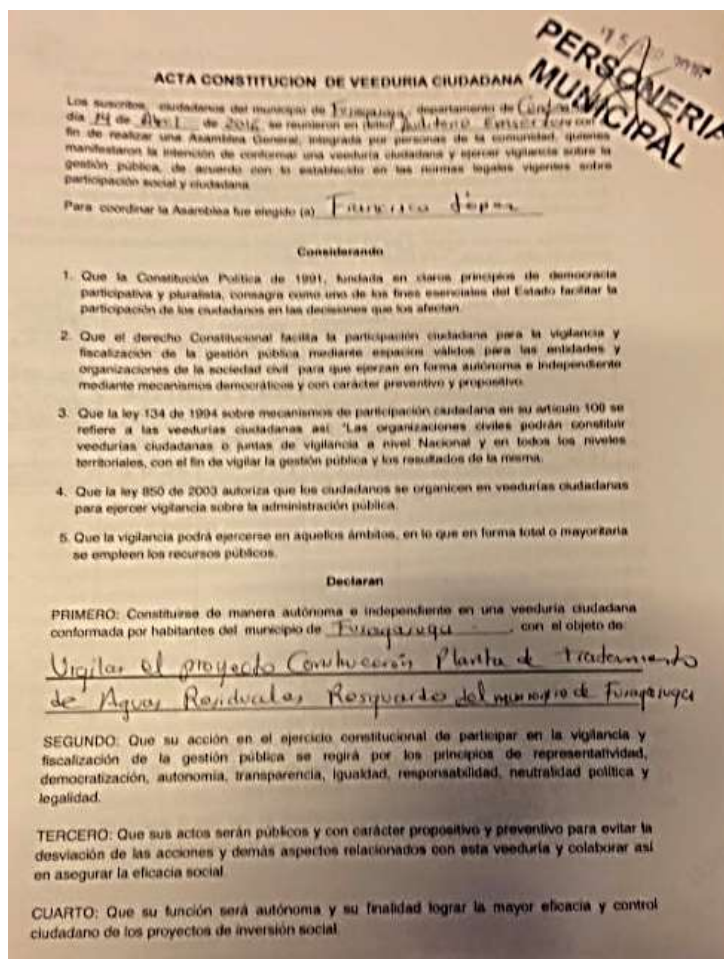 15 2016
PERSONERIA
MUNICIPAL
ACTA CONSTITUCION DE VEEDURIA CIUDADANA
Los suscritos, ciudadanos del municipio de Fusagasuga, departamento de
día 14 de Abril de 2016 se reunieron en Auditorio con el
fin de realizar una Asamblea General, integrada por personas de la comunidad, quienes
manifestaron la intención de conformar una veeduría ciudadana y ejercer vigilancia sobre la
gestión pública, de acuerdo con lo establecido en las normas legales vigentes sobre
participación social y ciudadana.
Para coordinar la Asamblea fue elegido (a) Francisco
Considerando
1. Que la Constitución Política de 1991, fundada en claros principios de democracia
participativa y pluralista, consagra como uno de los fines esenciales del Estado facilitar la
participación de los ciudadanos en las decisiones que los afectan.
2. Que el derecho Constitucional facilita la participación ciudadana para la vigilancia y
fiscalización de la gestión pública mediante espacios válidos para las entidades y
organizaciones de la sociedad civil para que ejerzan en forma autónoma e independiente
mediante mecanismos democráticos y con carácter preventivo y propositivo.
3. Que la ley 134 de 1994 sobre mecanismos de participación ciudadana en su artículo 100 se
refiere a las veedurías ciudadanas así: "Las organizaciones civiles podrán constituir
veedurías ciudadanas o juntas de vigilancia a nivel Nacional y en todos los niveles
territoriales, con el fin de vigilar la gestión pública y los resultados de la misma.
4. Que la ley 850 de 2003 autoriza que los ciudadanos se organicen en veedurías ciudadanas
para ejercer vigilancia sobre la administración pública.
5. Que la vigilancia podrá ejercerse en aquellos ámbitos, en lo que en forma total o mayoritaria
se empleen los recursos públicos.
Declaran
PRIMERO: Constituirse de manera autónoma e independiente en una veeduría ciudadana
conformada por habitantes del municipio de Fusagasuga, con el objeto de:
Vigilar el proyecto Construcción Planta de tratamiento
de Aguas Residuales Resguardo del municipio de Fusagasuga
SEGUNDO: Que su acción en el ejercicio constitucional de participar en la vigilancia y
fiscalización de la gestión pública se regirá por los principios de representatividad,
democratización, autonomía, transparencia, igualdad, responsabilidad, neutralidad política y
legalidad.
TERCERO: Que sus actos serán públicos y con carácter propositivo y preventivo para evitar la
desviación de las acciones y demás aspectos relacionados con esta veeduría y colaborar así
en asegurar la eficacia social.
CUARTO: Que su función será autónoma y su finalidad lograr la mayor eficacia y control
ciudadano de los proyectos de inversión social.